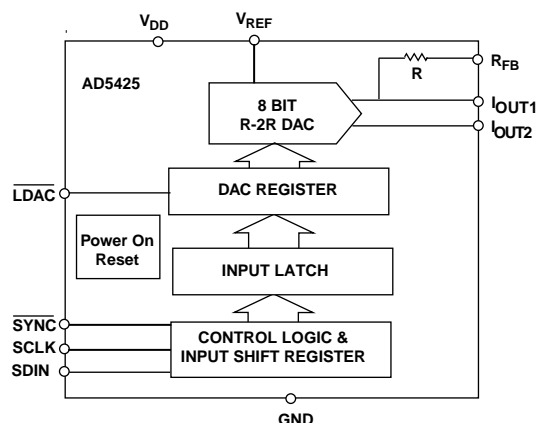 VDD
VREF
AD5425
RFB
R
8 BIT
R-2R DAC
IOUT1
IOUT2
LDAC
DAC REGISTER
Power On
Reset
INPUT LATCH
SYNC
SCLK
SDIN
CONTROL LOGIC &
INPUT SHIFT REGISTER
GND